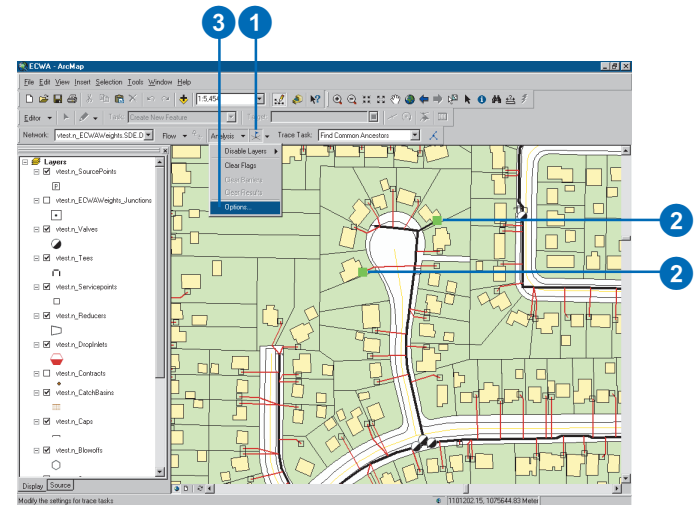 3 1
ECWA - ArcMap
File Edit View Insert Selection Tools Window Help
1:5,454
Editor Task: Create New Feature Target:
Network: vtest.n_ECWAWeights.SDE.D Flow Analysis Trace Task: Find Common Ancestors
Disable Layers
Clear Flags
Clear Barriers
Clear Results
Options...
Layers
vtest.n_SourcePoints
vtest.n_ECWAWeights_Junctions
vtest.n_Valves
vtest.n_Tees
vtest.n_Servicepoints
vtest.n_Reducers
vtest.n_DropInlets
vtest.n_Contracts
vtest.n_CatchBasins
vtest.n_Caps
vtest.n_Blowoffs
2
2
Display Source
Modify the settings for trace tasks
1101202.15, 1075644.83 Meter